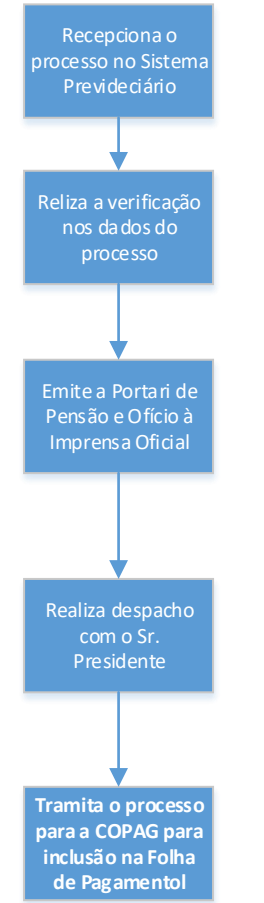 Recepciona o
processo no Sistema
Prevideciário
Reliza a verificação
nos dados do
processo
Emite a Portari de
Pensão e Ofício à
Imprensa Oficial
Realiza despacho
com o Sr.
Presidente
Tramita o processo
para a COPAG para
inclusão na Folha
de Pagamentol